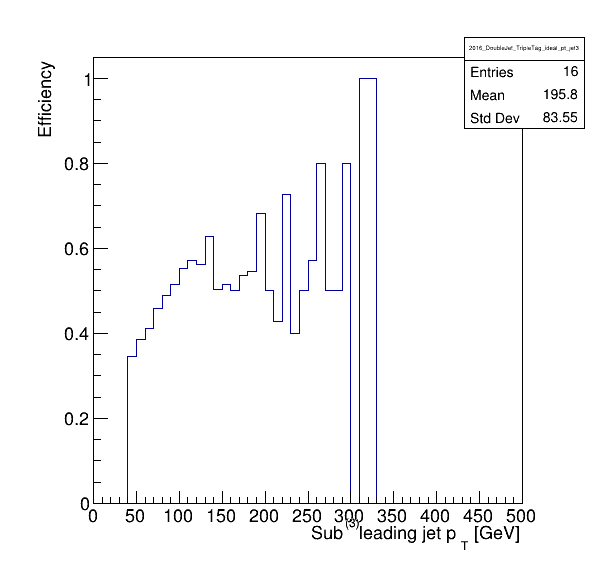 2016_DoubleJet_TripleTag_ideal_pt_jet3
Entries 16
Mean 195.8
Std Dev 83.55
Efficiency
1
0.8
0.6
0.4
0.2
0
0 50 100 150 200 250 300 350 400 450 500
Sub(3)leading jet pT [GeV]